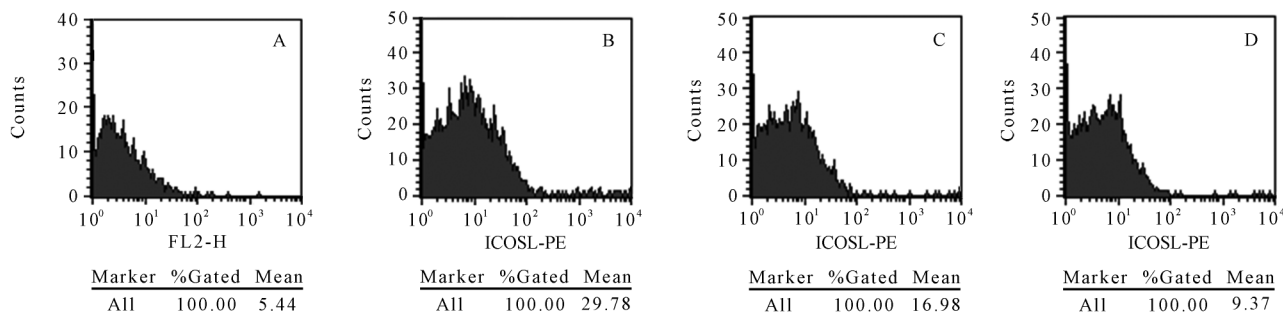 A
40
30
20
10
0
Counts
10^0 10^1 10^2 10^3 10^4
FL2-H
Marker %Gated Mean
All 100.00 5.44
B
50
40
30
20
10
0
Counts
10^0 10^1 10^2 10^3 10^4
ICOSL-PE
Marker %Gated Mean
All 100.00 29.78
C
50
40
30
20
10
0
Counts
10^0 10^1 10^2 10^3 10^4
ICOSL-PE
Marker %Gated Mean
All 100.00 16.98
D
50
40
30
20
10
0
Counts
10^0 10^1 10^2 10^3 10^4
ICOSL-PE
Marker %Gated Mean
All 100.00 9.37